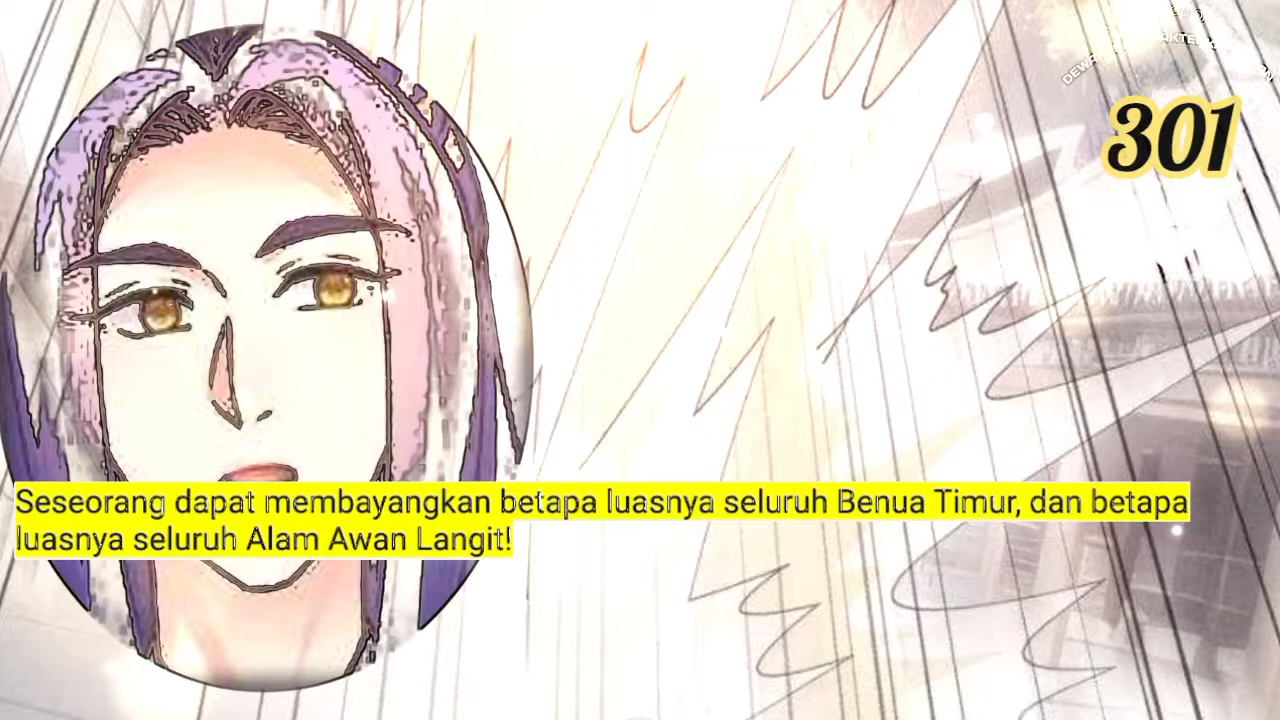 301
Seseorang dapat membayangkan betapa luasnya seluruh Benua Timur, dan betapa
luasnya seluruh Alam Awan Langit!